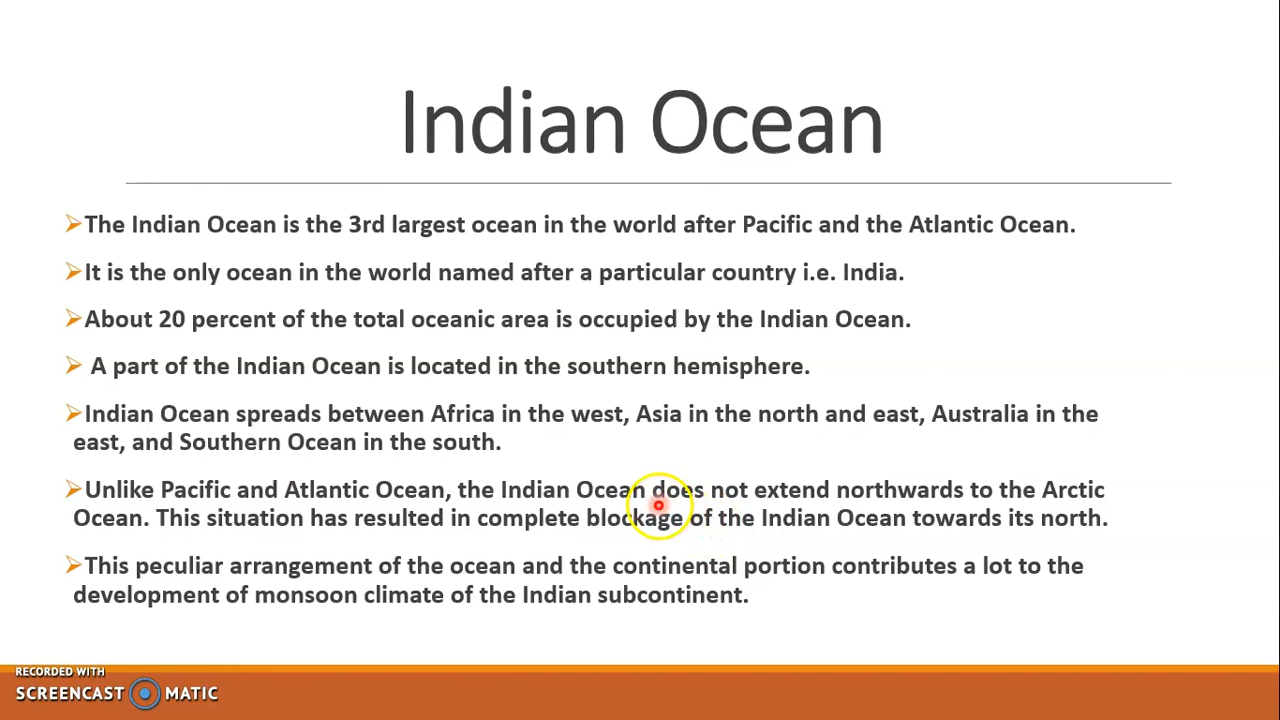 Indian Ocean
The Indian Ocean is the 3rd largest ocean in the world after Pacific and the Atlantic Ocean.
It is the only ocean in the world named after a particular country i.e. India.
About 20 percent of the total oceanic area is occupied by the Indian Ocean.
A part of the Indian Ocean is located in the southern hemisphere.
Indian Ocean spreads between Africa in the west, Asia in the north and east, Australia in the
east, and Southern Ocean in the south.
Unlike Pacific and Atlantic Ocean, the Indian Ocean does not extend northwards to the Arctic
Ocean. This situation has resulted in complete blockage of the Indian Ocean towards its north.
This peculiar arrangement of the ocean and the continental portion contributes a lot to the
development of monsoon climate of the Indian subcontinent.
RECORDED WITH
SCREENCAST MATIC